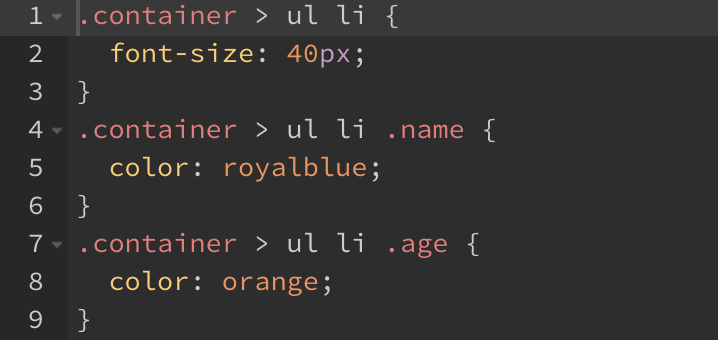 1 .container > ul li {
2   font-size: 40px;
3 }
4 .container > ul li .name {
5   color: royalblue;
6 }
7 .container > ul li .age {
8   color: orange;
9 }